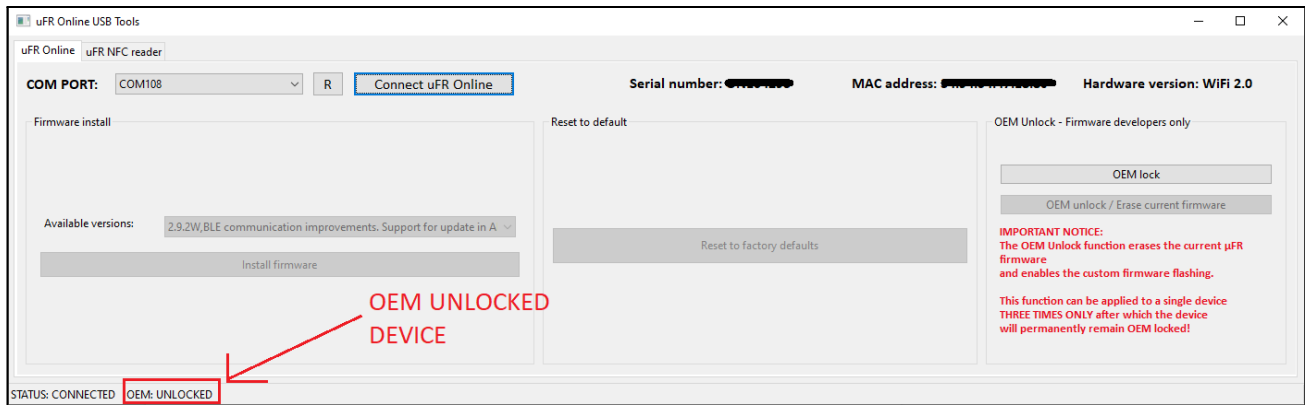 uFR Online USB Tools
uFR Online uFR NFC reader
COM PORT: COM108 R Connect uFR Online Serial number: MAC address: Hardware version: WiFi 2.0
Firmware install
Available versions: 2.9.2W,BLE communication improvements. Support for update in A
Install firmware
Reset to default
Reset to factory defaults
OEM Unlock - Firmware developers only
OEM lock
OEM unlock / Erase current firmware
IMPORTANT NOTICE:
The OEM Unlock function erases the current µFR
firmware
and enables the custom firmware flashing.
This function can be applied to a single device
THREE TIMES ONLY after which the device
will permanently remain OEM locked!
OEM UNLOCKED
DEVICE
STATUS: CONNECTED OEM: UNLOCKED